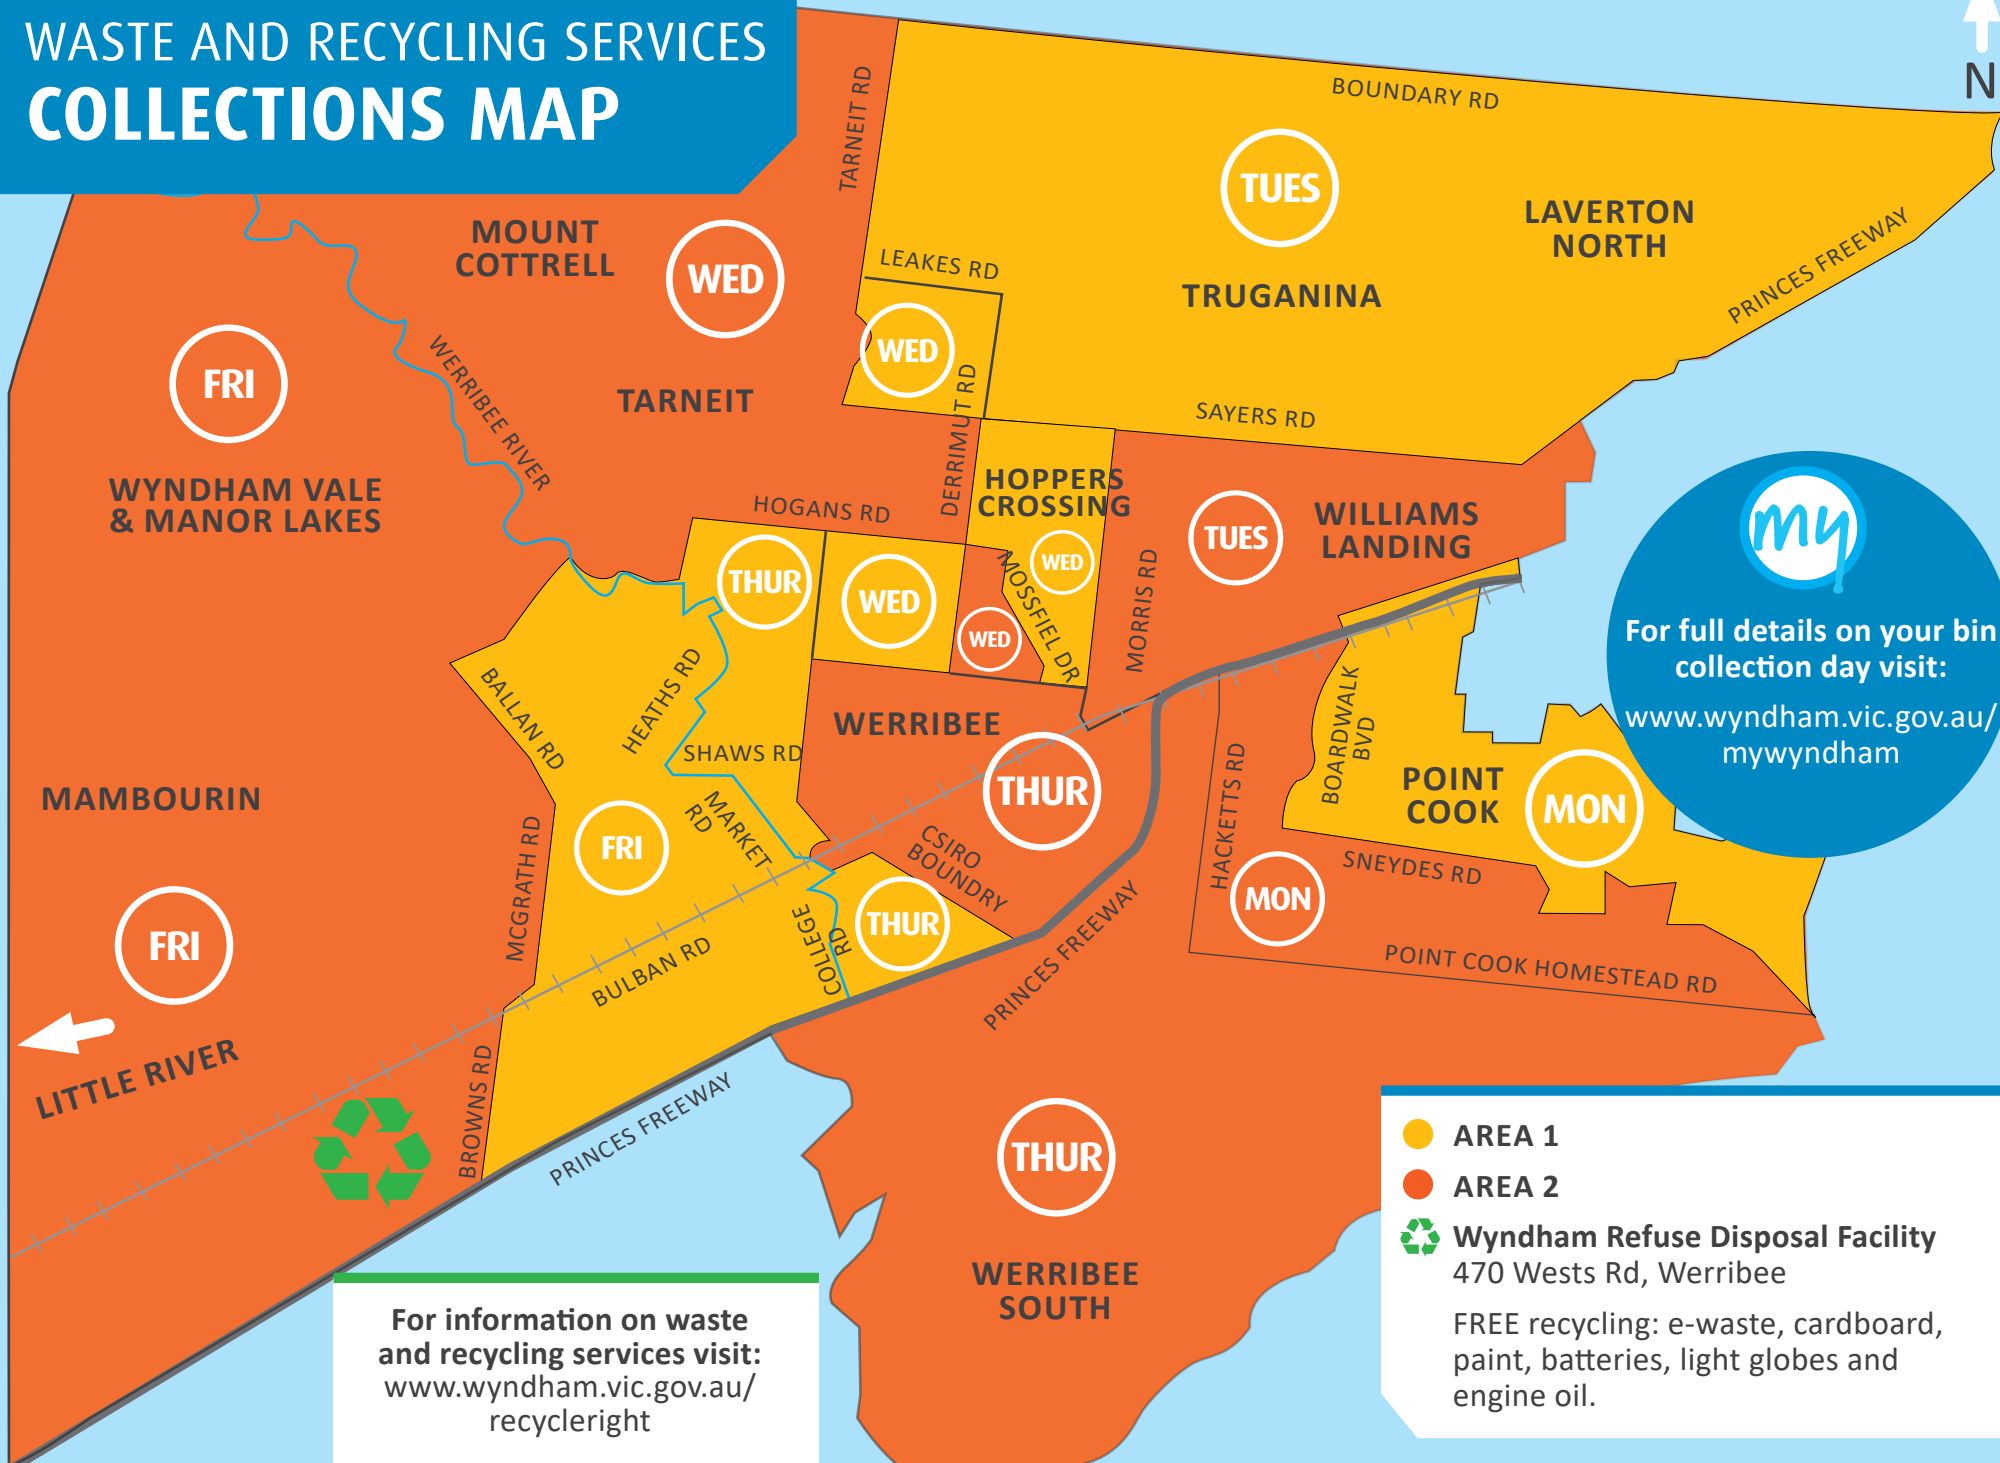 WASTE AND RECYCLING SERVICES
COLLECTIONS MAP
N
BOUNDARY RD
TARNEIT RD
TUES
LAVERTON
NORTH
MOUNT
COTTRELL
WED
LEAKES RD
PRINCES FREEWAY
TRUGANINA
FRI
WERRIBEE RIVER
WED
TARNEIT
DERRIMUT RD
SAYERS RD
WYNDHAM VALE
& MANOR LAKES
HOGANS RD
HOPPERS
CROSSING
WED
TUES
WILLIAMS
LANDING
my
For full details on your bin
collection day visit:
www.wyndham.vic.gov.au/
mywyndham
THUR
WED
WED
MOSSFIEL DR
MORRIS RD
BALLAN RD
HEATHS RD
SHAWS RD
WERRIBEE
THUR
HACKETTS RD
BOARDWALK
BVD
POINT
COOK
MON
MAMBOURIN
MCGRATH RD
FRI
MARKET
RD
CSIRO
BOUNDRY
SNEYDES RD
MON
FRI
BULBAN RD
COLLEGE
RD
THUR
PRINCES FREEWAY
POINT COOK HOMESTEAD RD
LITTLE RIVER
BROWNS RD
PRINCES FREEWAY
THUR
WERRIBEE
SOUTH
AREA 1
AREA 2
Wyndham Refuse Disposal Facility
470 Wests Rd, Werribee
FREE recycling: e-waste, cardboard,
paint, batteries, light globes and
engine oil.
For information on waste
and recycling services visit:
www.wyndham.vic.gov.au/
recycleright